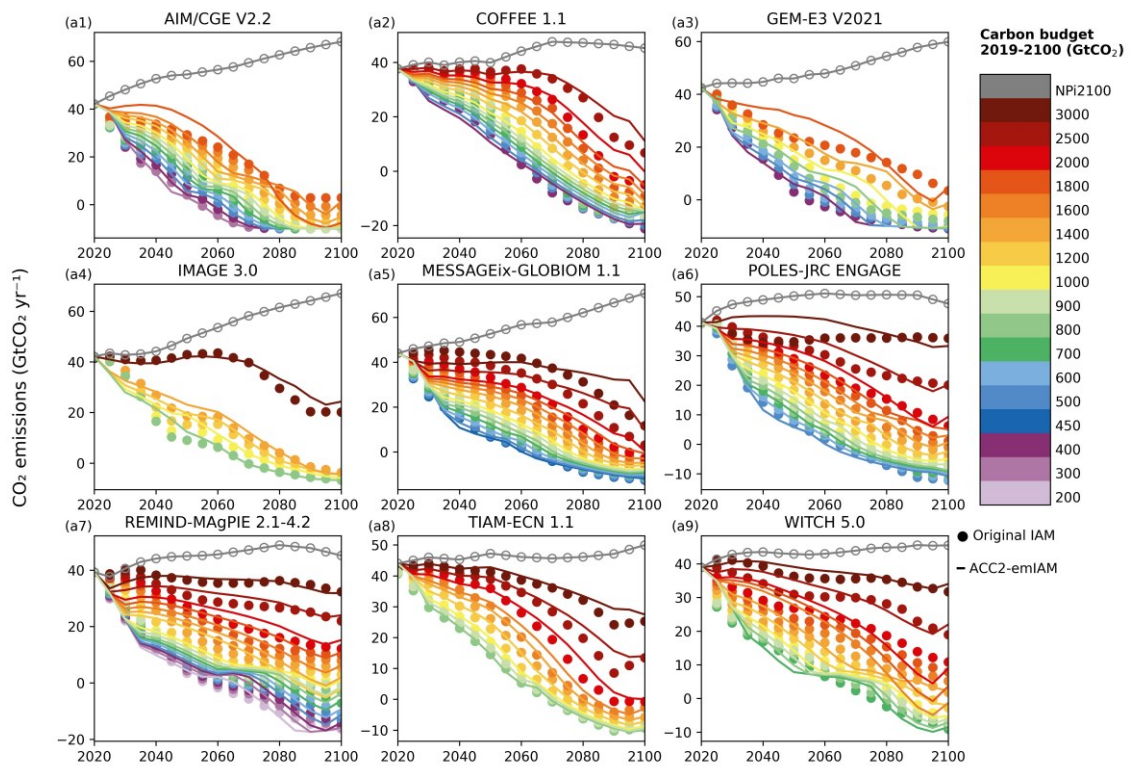 (a1) AIM/CGE V2.2
(a2) COFFEE 1.1
(a3) GEM-E3 V2021
60
40
20
0
2020 2040 2060 2080 2100
40
20
0
−20
2020 2040 2060 2080 2100
60
40
20
0
2020 2040 2060 2080 2100
Carbon budget
2019-2100 (GtCO₂)
NPi2100
3000
2500
2000
1800
1600
1400
1200
1000
900
800
700
600
500
450
400
300
200
CO₂ emissions (GtCO₂ yr⁻¹)
(a4) IMAGE 3.0
(a5) MESSAGEix-GLOBIOM 1.1
(a6) POLES-JRC ENGAGE
60
40
20
0
2020 2040 2060 2080 2100
60
40
20
0
2020 2040 2060 2080 2100
50
40
30
20
10
0
−10
2020 2040 2060 2080 2100
(a7) REMIND-MAgPIE 2.1-4.2
(a8) TIAM-ECN 1.1
(a9) WITCH 5.0
40
20
0
−20
2020 2040 2060 2080 2100
50
40
30
20
10
0
−10
2020 2040 2060 2080 2100
50
40
30
20
10
0
−10
2020 2040 2060 2080 2100
Original IAM
ACC2-emIAM